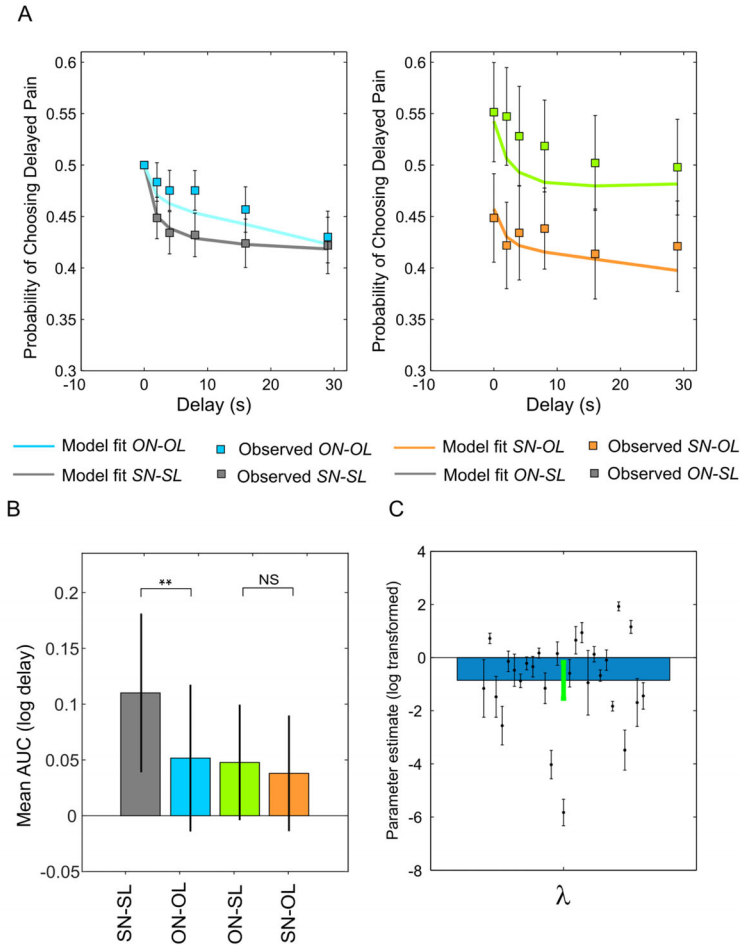 A
Probability of Choosing Delayed Pain
0.6
0.55
0.5
0.45
0.4
0.35
0.3
-10
0
10
20
30
Delay (s)
Probability of Choosing Delayed Pain
0.6
0.55
0.5
0.45
0.4
0.35
0.3
-10
0
10
20
30
Delay (s)
Model fit ON-OL
Observed ON-OL
Model fit SN-OL
Observed SN-OL
Model fit SN-SL
Observed SN-SL
Model fit ON-SL
Observed ON-SL
B
Mean AUC (log delay)
0.2
0.15
0.1
0.05
0
-0.05
**
NS
SN-SL
ON-OL
ON-SL
SN-OL
C
Parameter estimate (log transformed)
4
2
0
-2
-4
-6
-8
λ